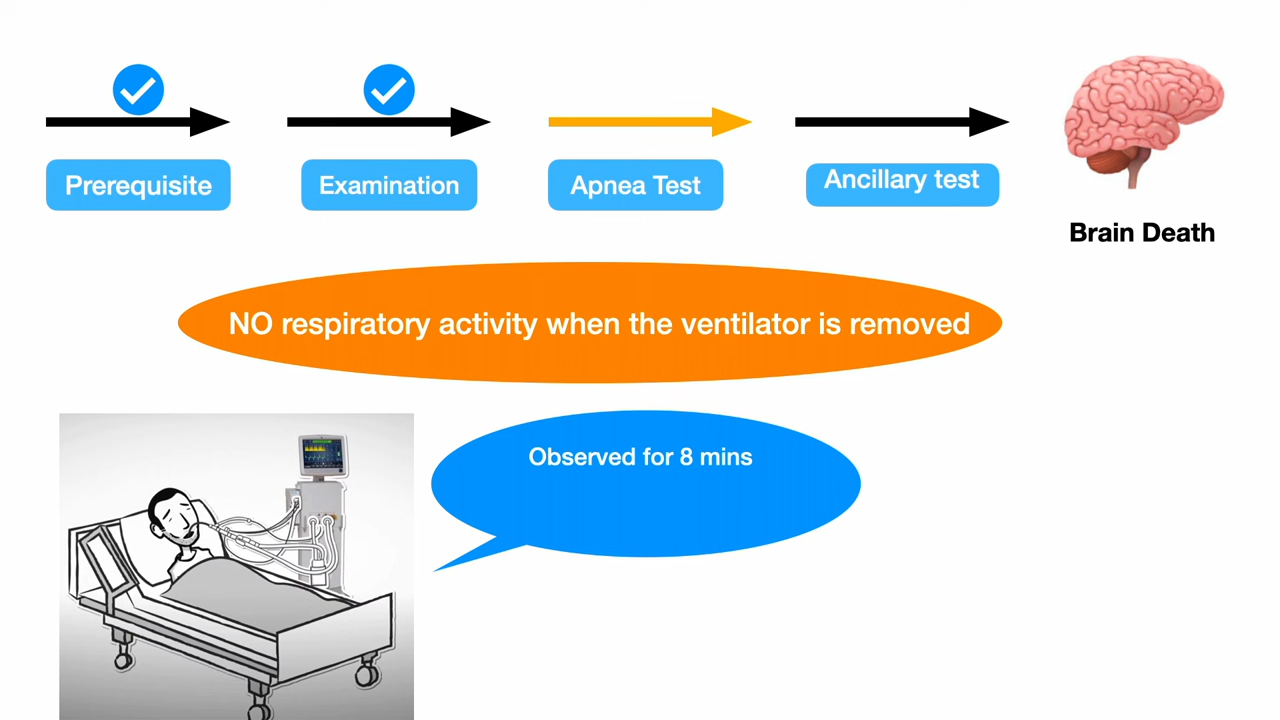 Prerequisite
Examination
Apnea Test
Ancillary test
Brain Death
NO respiratory activity when the ventilator is removed
Observed for 8 mins